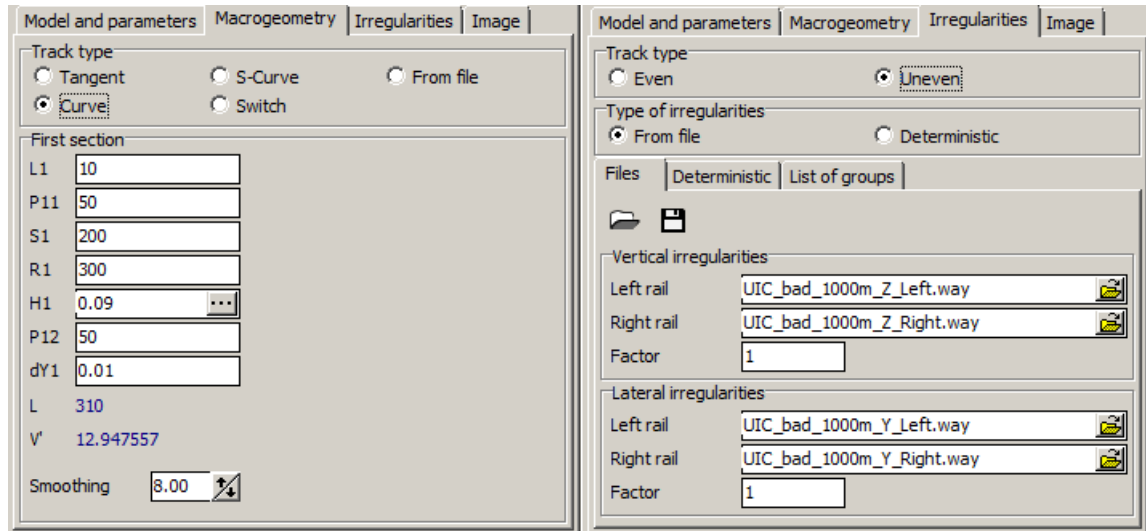 Model and parameters Macrogeometry Irregularities Image
Track type
Tangent S-Curve From file
Curve Switch
First section
L1 10
P11 50
S1 200
R1 300
H1 0.09 ...
P12 50
dY1 0.01
L 310
V' 12.947557
Smoothing 8.00
Model and parameters Macrogeometry Irregularities Image
Track type
Even Uneven
Type of irregularities
From file Deterministic
Files Deterministic List of groups
Vertical irregularities
Left rail UIC_bad_1000m_Z_Left.way
Right rail UIC_bad_1000m_Z_Right.way
Factor 1
Lateral irregularities
Left rail UIC_bad_1000m_Y_Left.way
Right rail UIC_bad_1000m_Y_Right.way
Factor 1